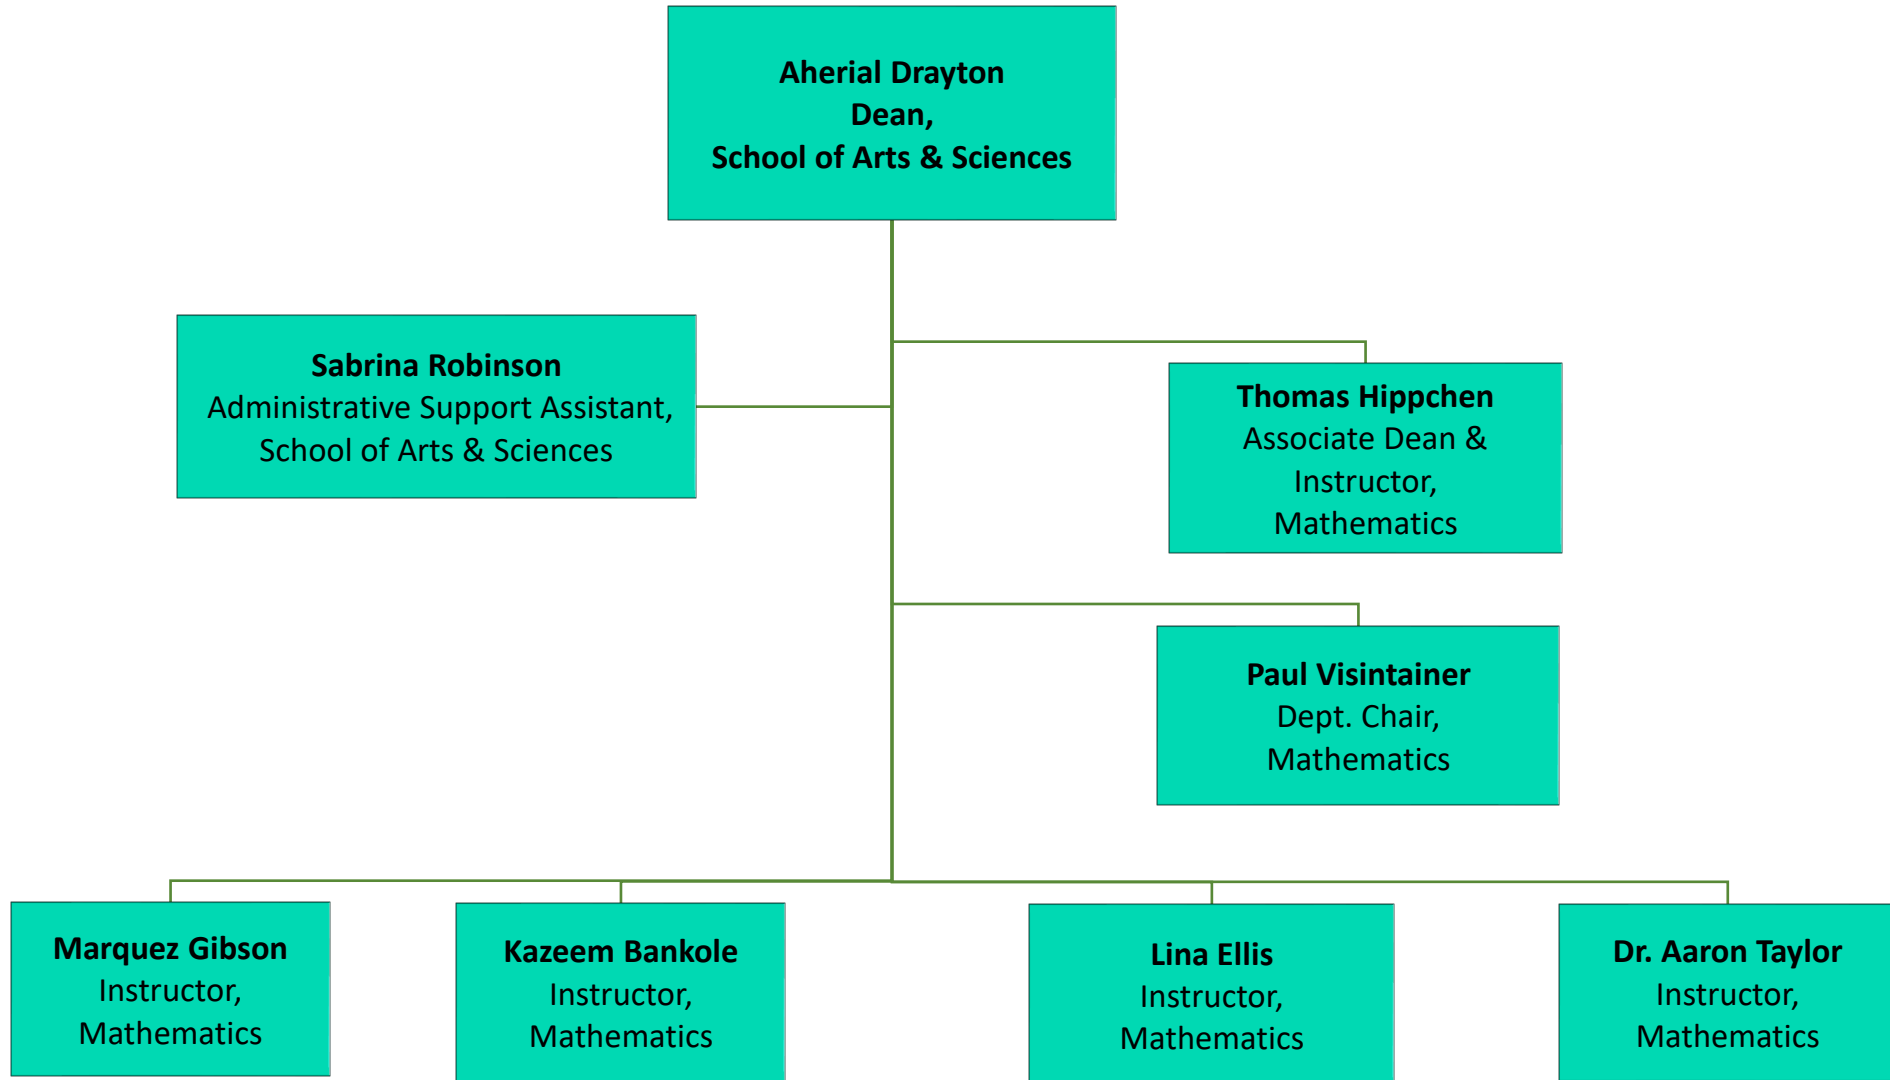 Aherial Drayton
Dean,
School of Arts & Sciences
Sabrina Robinson
Administrative Support Assistant,
School of Arts & Sciences
Thomas Hippchen
Associate Dean &
Instructor,
Mathematics
Paul Visintainer
Dept. Chair,
Mathematics
Marquez Gibson
Instructor,
Mathematics
Kazeem Bankole
Instructor,
Mathematics
Lina Ellis
Instructor,
Mathematics
Dr. Aaron Taylor
Instructor,
Mathematics